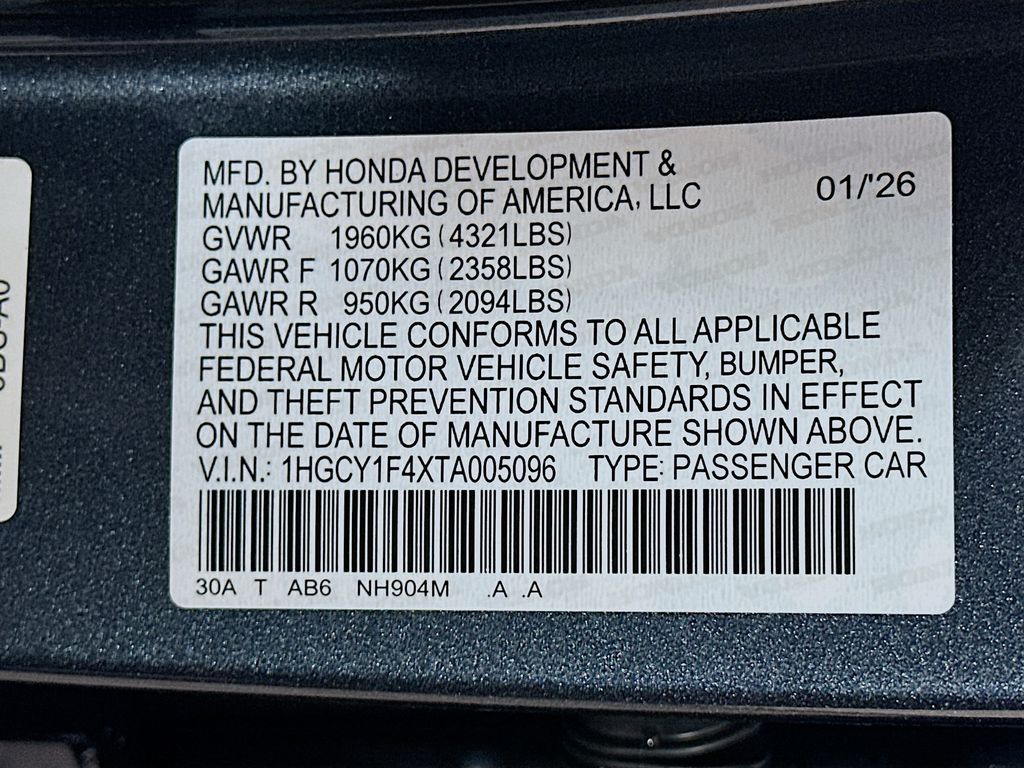 MFD. BY HONDA DEVELOPMENT &
MANUFACTURING OF AMERICA, LLC
01/'26
GVWR 1960KG (4321LBS)
GAWR F 1070KG (2358LBS)
GAWR R 950KG (2094LBS)
THIS VEHICLE CONFORMS TO ALL APPLICABLE
FEDERAL MOTOR VEHICLE SAFETY, BUMPER,
AND THEFT PREVENTION STANDARDS IN EFFECT
ON THE DATE OF MANUFACTURE SHOWN ABOVE.
V.I.N.: 1HGCY1F4XTA005096 TYPE: PASSENGER CAR
30A T AB6 NH904M .A .A